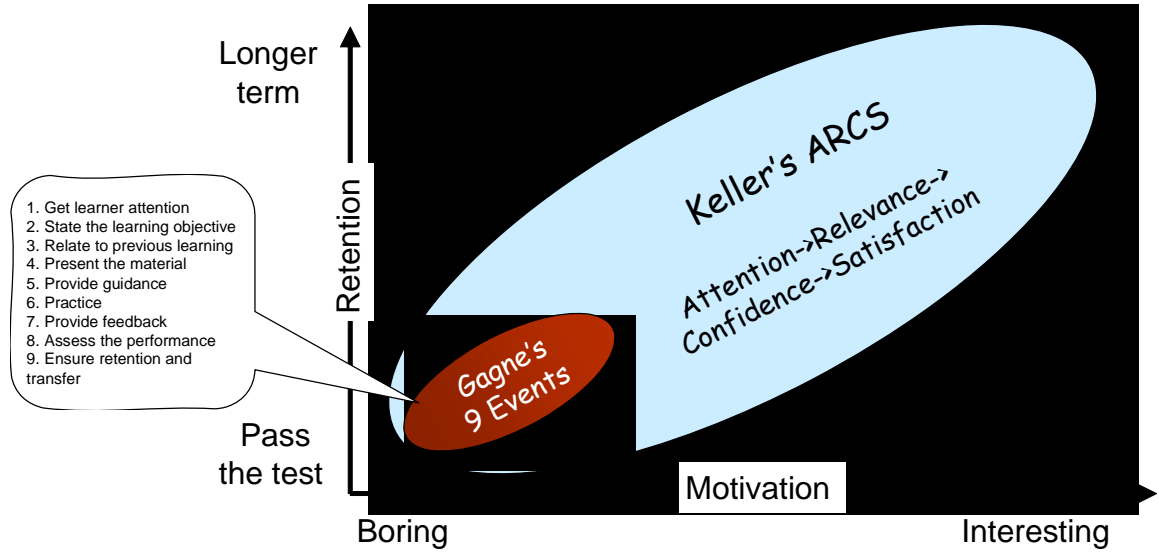 Longer
term
Retention
1. Get learner attention
2. State the learning objective
3. Relate to previous learning
4. Present the material
5. Provide guidance
6. Practice
7. Provide feedback
8. Assess the performance
9. Ensure retention and
transfer
Keller's ARCS
Attention->Relevance->
Confidence->Satisfaction
Gagne's
9 Events
Pass
the test
Motivation
Boring
Interesting